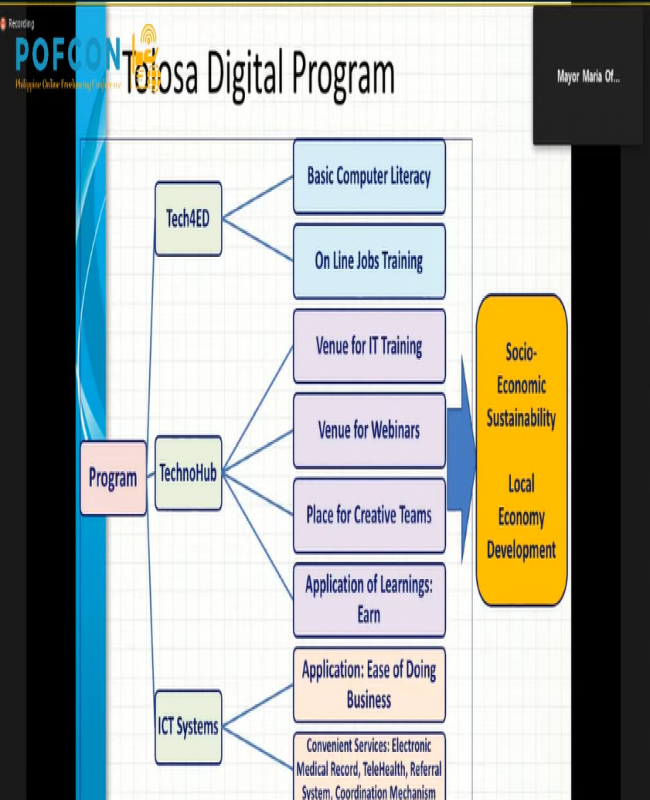 Recording
POFCON
Philippine Online Freelancing Conference
Tolosa Digital Program
Mayor Maria Of...
Basic Computer Literacy
Tech4ED
On Line Jobs Training
Venue for IT Training
Socio-
Economic
Sustainability
Venue for Webinars
Program
TechnoHub
Local
Economy
Development
Place for Creative Teams
Application of Learnings:
Earn
Application: Ease of Doing
Business
ICT Systems
Convenient Services: Electronic
Medical Record, TeleHealth, Referral
System, Coordination Mechanism